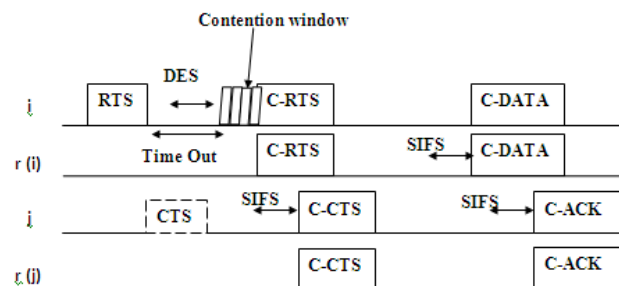 Contention window
DES
i RTS C-RTS C-DATA
Time Out
r (i) C-RTS SIFS C-DATA
j CTS SIFS C-CTS SIFS C-ACK
r (j) C-CTS C-ACK